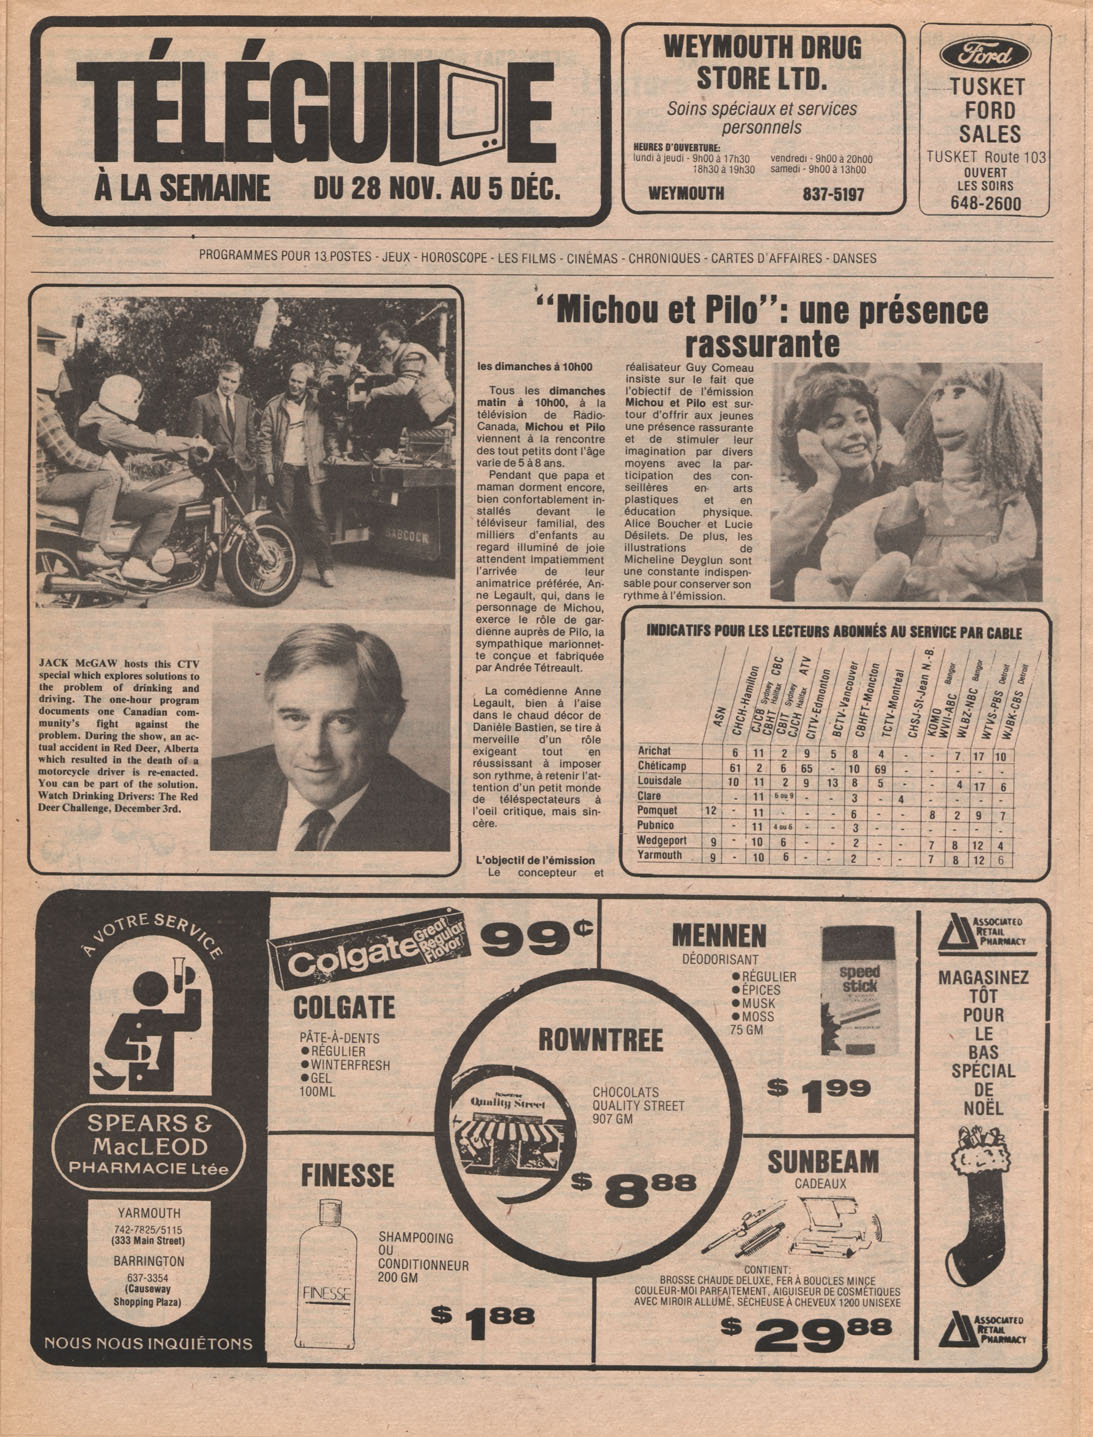 TÉLÉGUIDE
À LA SEMAINE DU 28 NOV. AU 5 DÉC.
WEYMOUTH DRUG
STORE LTD.
Soins spéciaux et services
personnels
HEURES D'OUVERTURE:
lundi à jeudi - 9h00 à 17h30 vendredi - 9h00 à 20h00
18h30 à 19h30 samedi - 9h00 à 13h00
WEYMOUTH 837-5197
Ford
TUSKET
FORD
SALES
TUSKET Route 103
OUVERT
LES SOIRS
648-2600
PROGRAMMES POUR 13 POSTES - JEUX - HOROSCOPE - LES FILMS - CINÉMAS - CHRONIQUES - CARTES D'AFFAIRES - DANSES
BABCOCK
JACK McGAW hosts this CTV
special which explores solutions to
the problem of drinking and
driving. The one-hour program
documents one Canadian com-
munity's fight against the
problem. During the show, an ac-
tual accident in Red Deer, Alberta
which resulted in the death of a
motorcycle driver is re-enacted.
You can be part of the solution.
Watch Drinking Drivers: The Red
Deer Challenge, December 3rd.
“Michou et Pilo”: une présence
rassurante
les dimanches à 10h00
Tous les dimanches
matin à 10h00, à la
télévision de Radio-
Canada, Michou et Pilo
viennent à la rencontre
des tout petits dont l'âge
varie de 5 à 8 ans.
Pendant que papa et
maman dorment encore,
bien confortablement in-
stallés devant le
téléviseur familial, des
milliers d'enfants au
regard illuminé de joie
attendent impatiemment
l'arrivée de leur
animatrice préférée, An-
ne Legault, qui, dans le
personnage de Michou,
exerce le rôle de gar-
dienne auprès de Pilo, la
sympathique marionnet-
te conçue et fabriquée
par Andrée Tétreault.
La comédienne Anne
Legault, bien à l'aise
dans le chaud décor de
Danièle Bastien, se tire à
merveille d'un rôle
exigeant tout en
réussissant à imposer
son rythme, à retenir l'at-
tention d'un petit monde
de téléspectateurs à
l'oeil critique, mais sin-
cère.
L'objectif de l'émission
Le concepteur et
réalisateur Guy Comeau
insiste sur le fait que
l'objectif de l'émission
Michou et Pilo est sur-
tout d'offrir aux jeunes
une présence rassurante
et de stimuler leur
imagination par divers
moyens avec la par-
ticipation des con-
seillères en arts
plastiques et en
éducation physique.
Alice Boucher et Lucie
Désilets. De plus, les
illustrations de
Micheline Deyglun sont
une constante indispen-
sable pour conserver son
rythme à l'émission.
INDICATIFS POUR LES LECTEURS ABONNÉS AU SERVICE PAR CABLE
ASN
CHCH-Hamilton
CJCB Sydney CBC
CBHT Halifax
CBIT Sydney ATV
CJCH Halifax
CITV-Edmonton
BCTV-Vancouver
CBHFT-Moncton
TCTV-Montreal
CHSJ-St-Jean N.-B.
KDMO
WVII-ABC Bangor
WLBZ-NBC Bangor
WTVS-PBS Detroit
WJBK-CBS Detroit
Arichat 6 11 2 9 5 8 4 - - 7 17 10
Chéticamp 61 2 6 65 - 10 69 - - - - -
Louisdale 10 11 2 9 13 8 5 - - 4 17 6
Clare - 11 6 ou 9 - - 3 - 4 - - - -
Pomquet 12 - 11 - - - 6 - - 8 2 9 7
Pubnico - 11 4 ou 6 - - 3 - - - - - -
Wedgeport 9 - 10 6 - - 2 - - 7 8 12 4
Yarmouth 9 - 10 6 - - 2 - - 7 8 12 6
À VOTRE SERVICE
SPEARS &
MacLEOD
PHARMACIE Ltée
YARMOUTH
742-7825/5115
(333 Main Street)
BARRINGTON
637-3354
(Causeway
Shopping Plaza)
NOUS NOUS INQUIÉTONS
Colgate Great
Regular
Flavor
99¢
COLGATE
PÂTE-À-DENTS
●RÉGULIER
●WINTERFRESH
●GEL
100ML
MENNEN
DÉODORISANT
●RÉGULIER
●ÉPICES
●MUSK
●MOSS
75 GM
speed
stick
$ 1 99
ROWNTREE
CHOCOLATS
QUALITY STREET
907 GM
Quality Street
$ 8 88
FINESSE
SHAMPOOING
OU
CONDITIONNEUR
200 GM
FINESSE
$ 1 88
SUNBEAM
CADEAUX
CONTIENT:
BROSSE CHAUDE DELUXE, FER À BOUCLES MINCE
COULEUR-MOI PARFAITEMENT, AIGUISEUR DE COSMÉTIQUES
AVEC MIROIR ALLUMÉ, SÉCHEUSE À CHEVEUX 1200 UNISEXE
$ 29 88
ASSOCIATED
RETAIL
PHARMACY
MAGASINEZ
TÔT
POUR
LE
BAS
SPÉCIAL
DE
NOËL
ASSOCIATED
RETAIL
PHARMACY